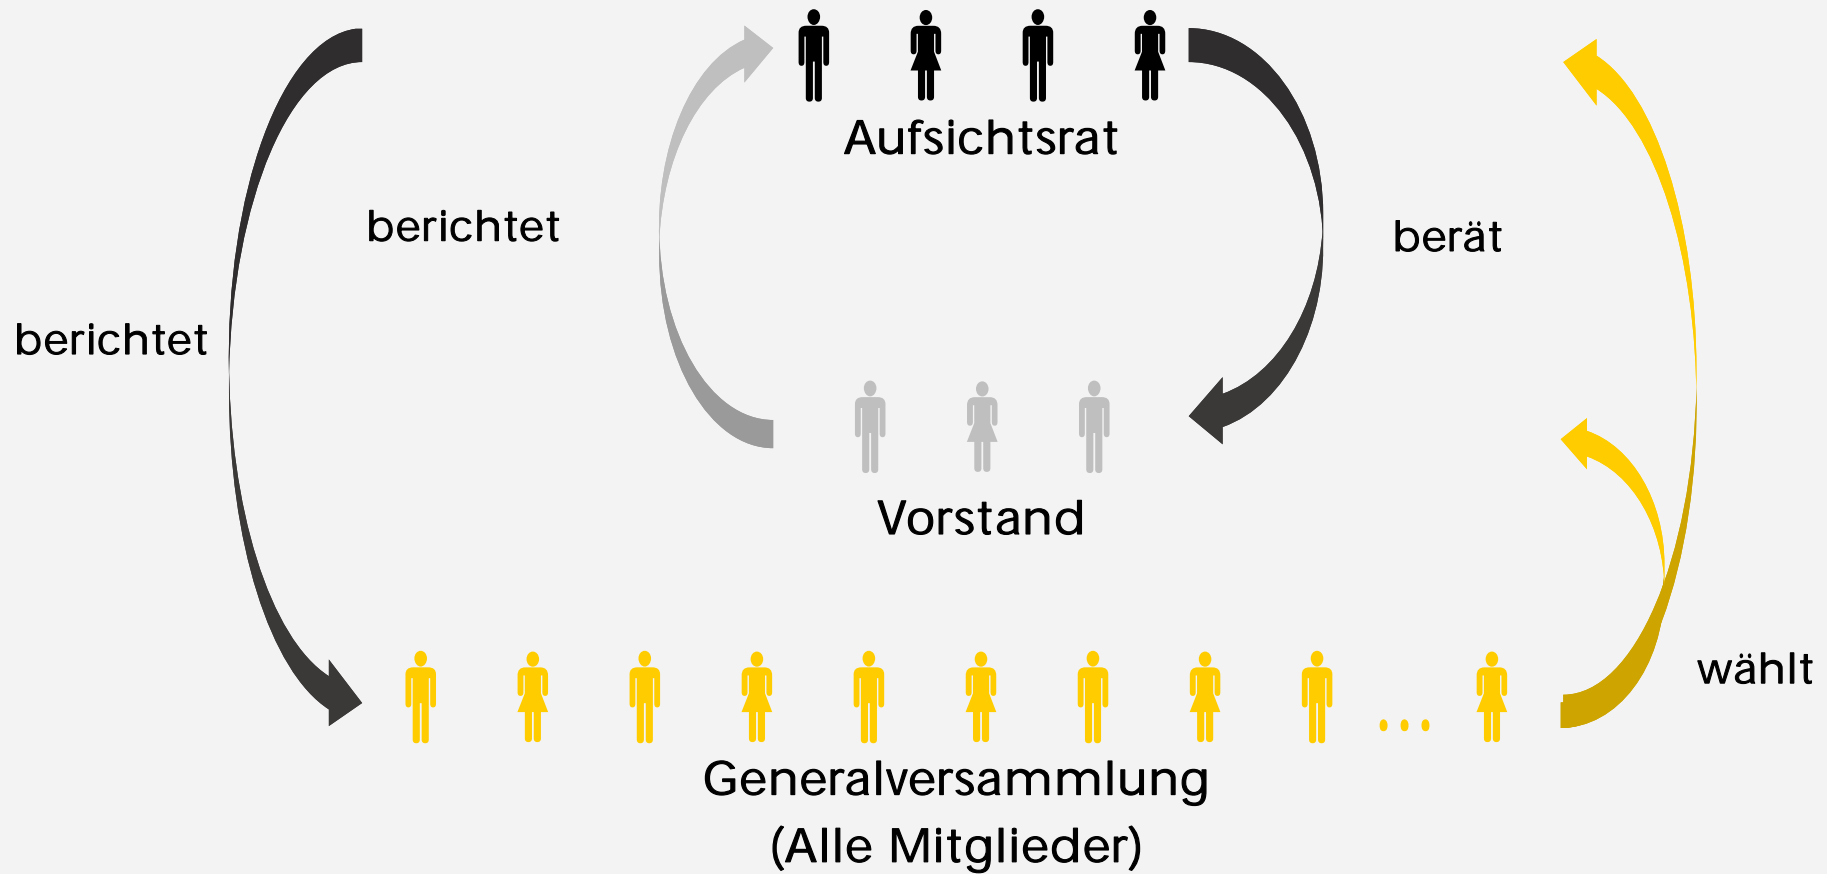 Aufsichtsrat
berichtet
berät
berichtet
Vorstand
wählt
Generalversammlung
(Alle Mitglieder)